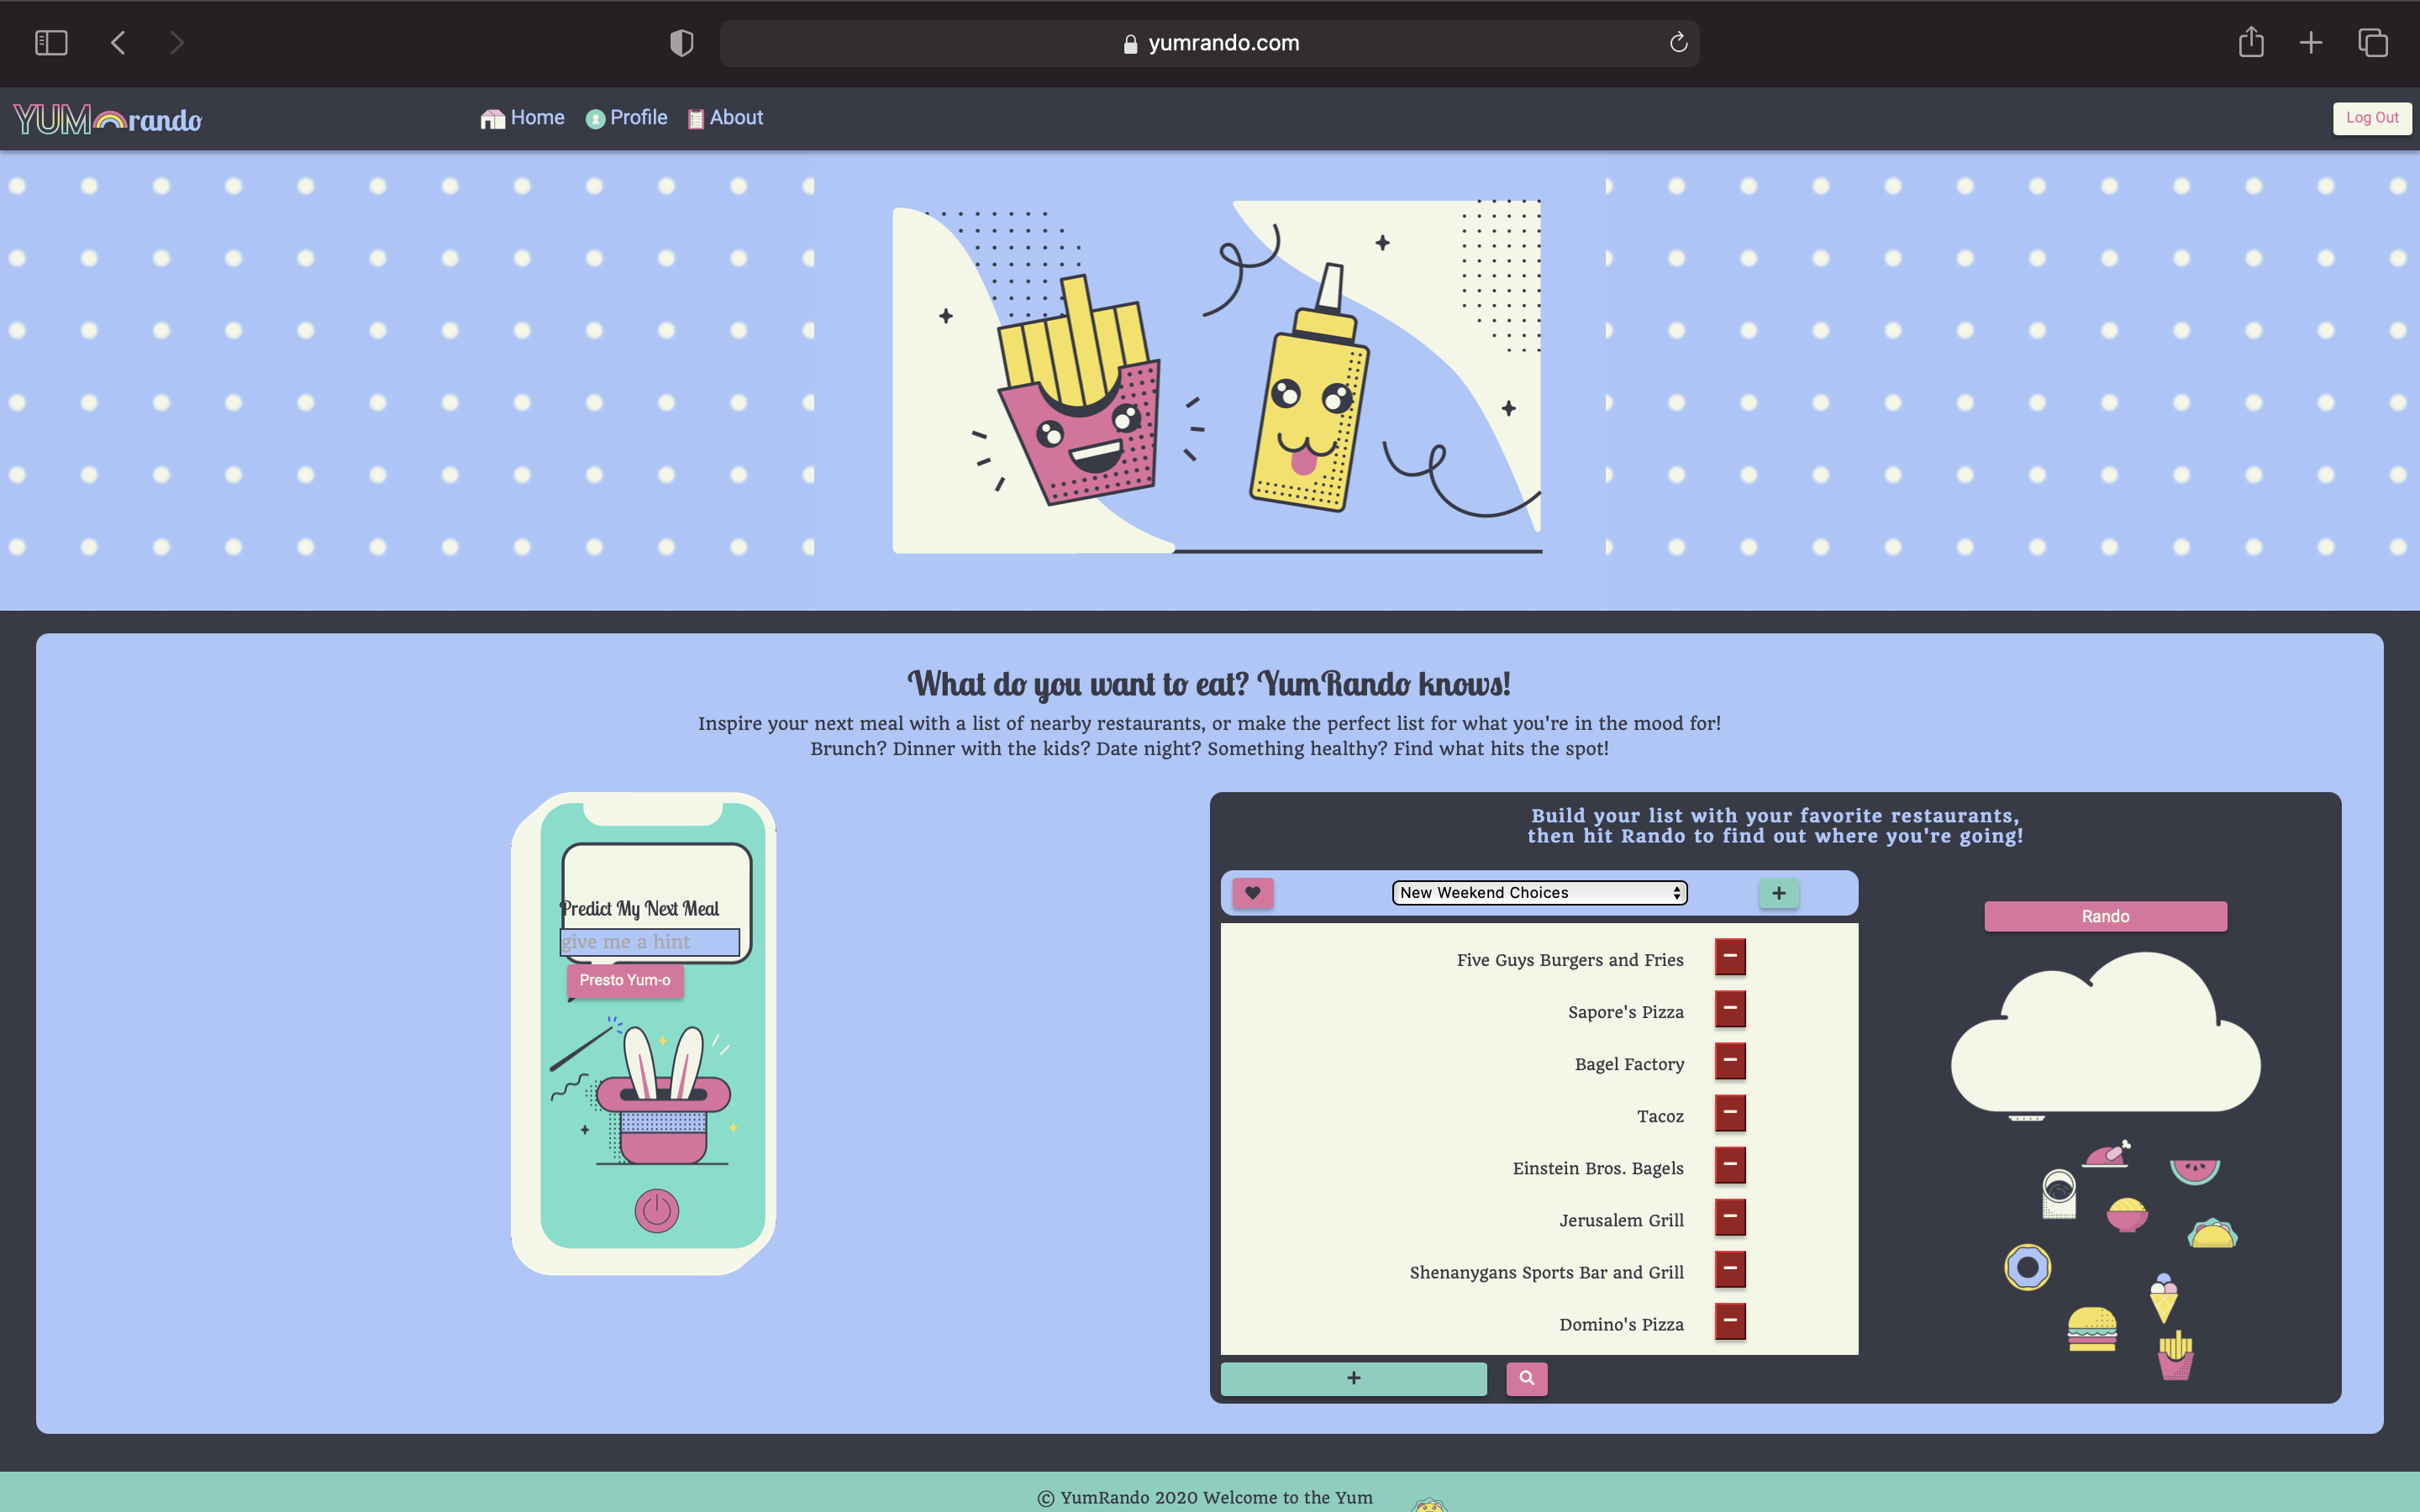 yumrando.com
YUM rando
Home Profile About
Log Out
What do you want to eat? YumRando knows!
Inspire your next meal with a list of nearby restaurants, or make the perfect list for what you're in the mood for!
Brunch? Dinner with the kids? Date night? Something healthy? Find what hits the spot!
Predict My Next Meal
give me a hint
Presto Yum-o
Build your list with your favorite restaurants,
then hit Rando to find out where you're going!
New Weekend Choices
Five Guys Burgers and Fries
Sapore's Pizza
Bagel Factory
Tacoz
Einstein Bros. Bagels
Jerusalem Grill
Shenanygans Sports Bar and Grill
Domino's Pizza
Rando
© YumRando 2020 Welcome to the Yum